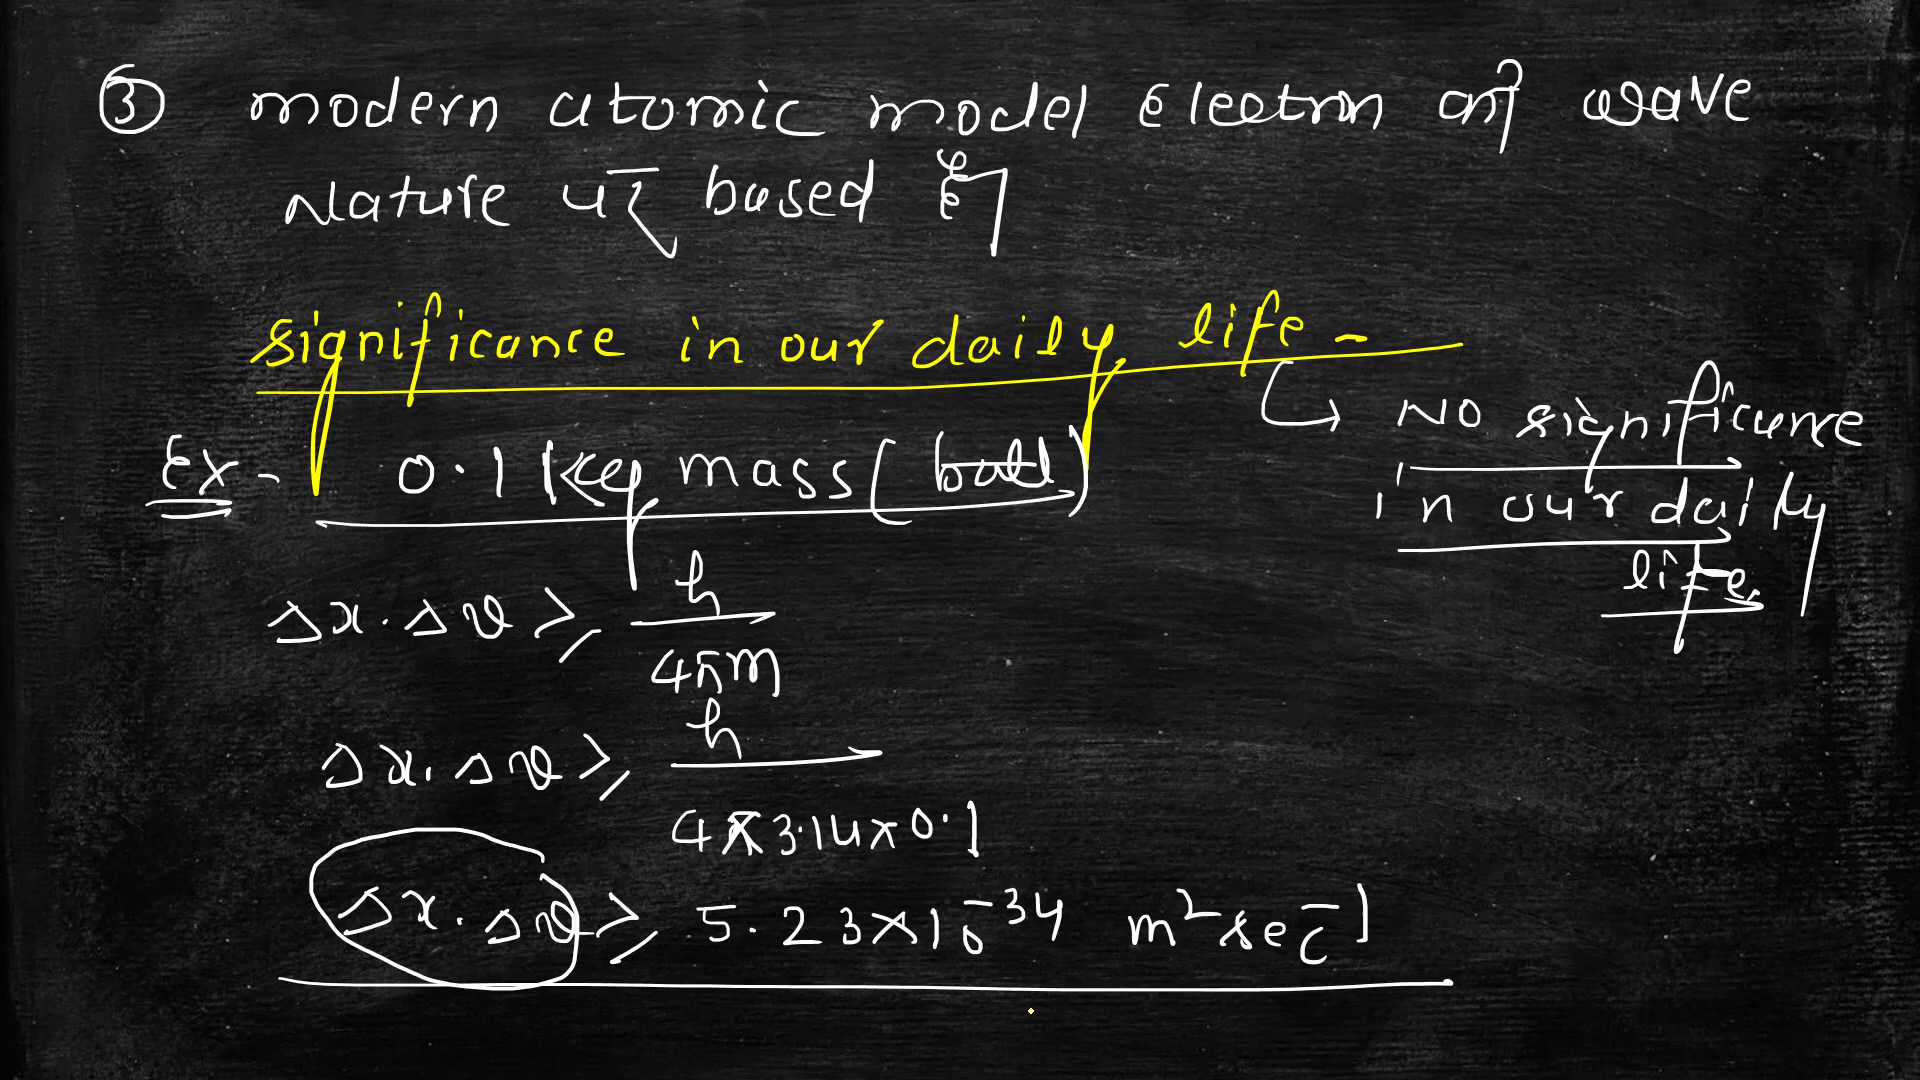 ③ modern atomic model electron की wave
Nature पर based है।
significance in our daily life -
→ NO significance
in our daily
life.
Ex - 0.1 kg mass (ball)
Δx.Δv ≥ h/4πm
Δx.Δv ≥ h/4×3.14×0.1
Δx.Δv ≥ 5.23×10⁻³⁴ m² sec⁻¹